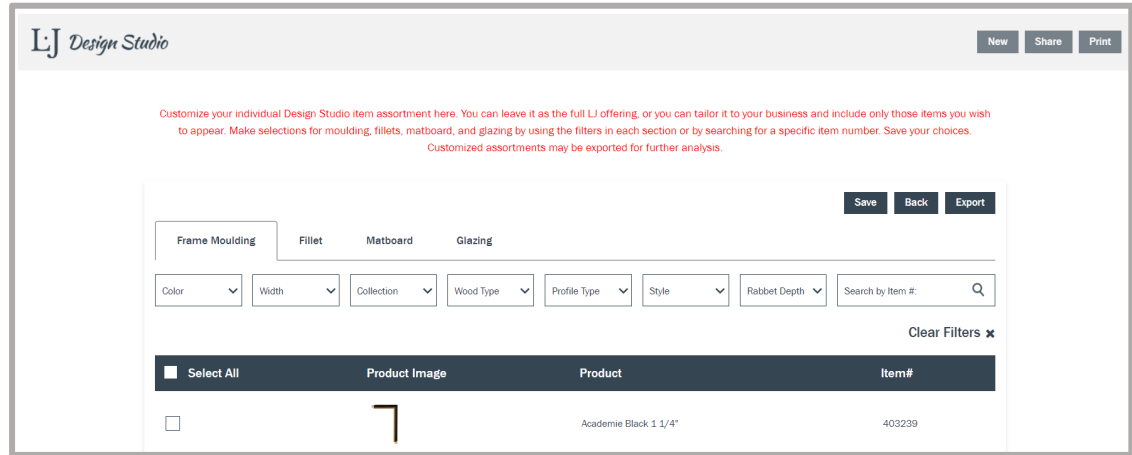 LJ Design Studio
New Share Print
Customize your individual Design Studio item assortment here. You can leave it as the full LJ offering, or you can tailor it to your business and include only those items you wish
to appear. Make selections for moulding, fillets, matboard, and glazing by using the filters in each section or by searching for a specific item number. Save your choices.
Customized assortments may be exported for further analysis.
Save Back Export
Frame Moulding Fillet Matboard Glazing
Color Width Collection Wood Type Profile Type Style Rabbet Depth Search by Item #:
Clear Filters ×
Select All Product Image Product Item#
Academie Black 1 1/4" 403239